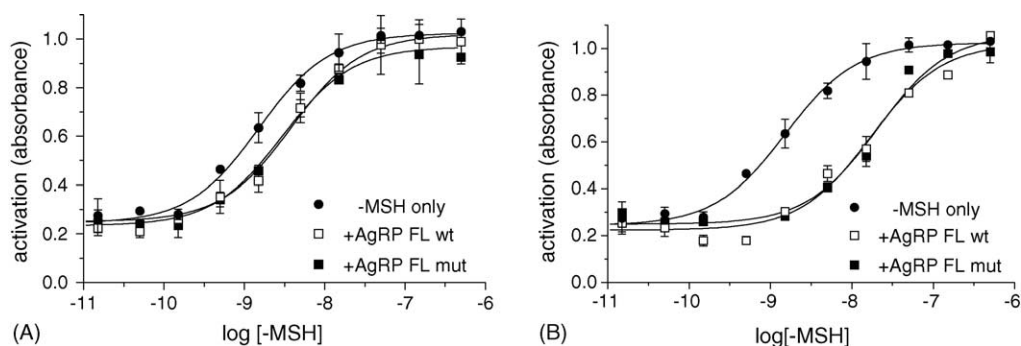 activation (absorbance)
1.0
0.8
0.6
0.4
0.2
0.0
-MSH only
+AgRP FL wt
+AgRP FL mut
-11 -10 -9 -8 -7 -6
(A) log [-MSH]
activation (absorbance)
1.0
0.8
0.6
0.4
0.2
0.0
-MSH only
+AgRP FL wt
+AgRP FL mut
-11 -10 -9 -8 -7 -6
(B) log[-MSH]